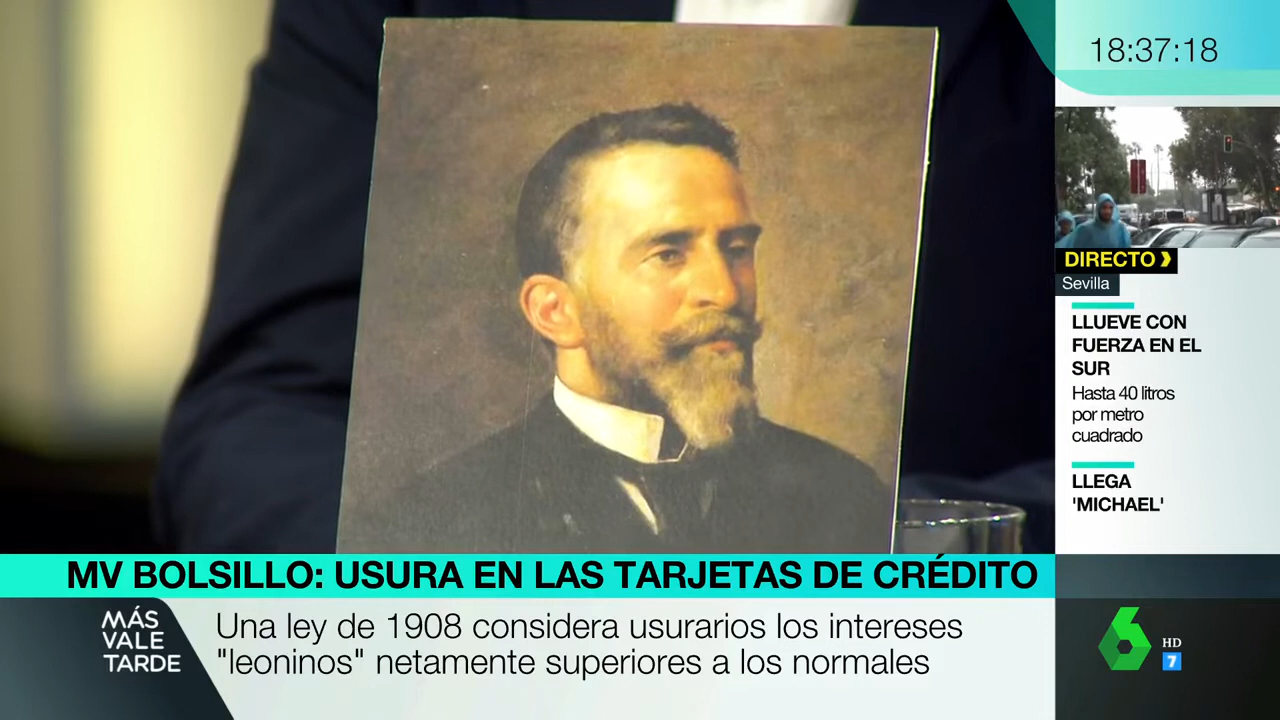 18:37:18
DIRECTO
Sevilla
LLUEVE CON
FUERZA EN EL
SUR
Hasta 40 litros
por metro
cuadrado
LLEGA
'MICHAEL'
MV BOLSILLO: USURA EN LAS TARJETAS DE CRÉDITO
MÁS
VALE
TARDE
Una ley de 1908 considera usurarios los intereses
"leoninos" netamente superiores a los normales
6
HD
7